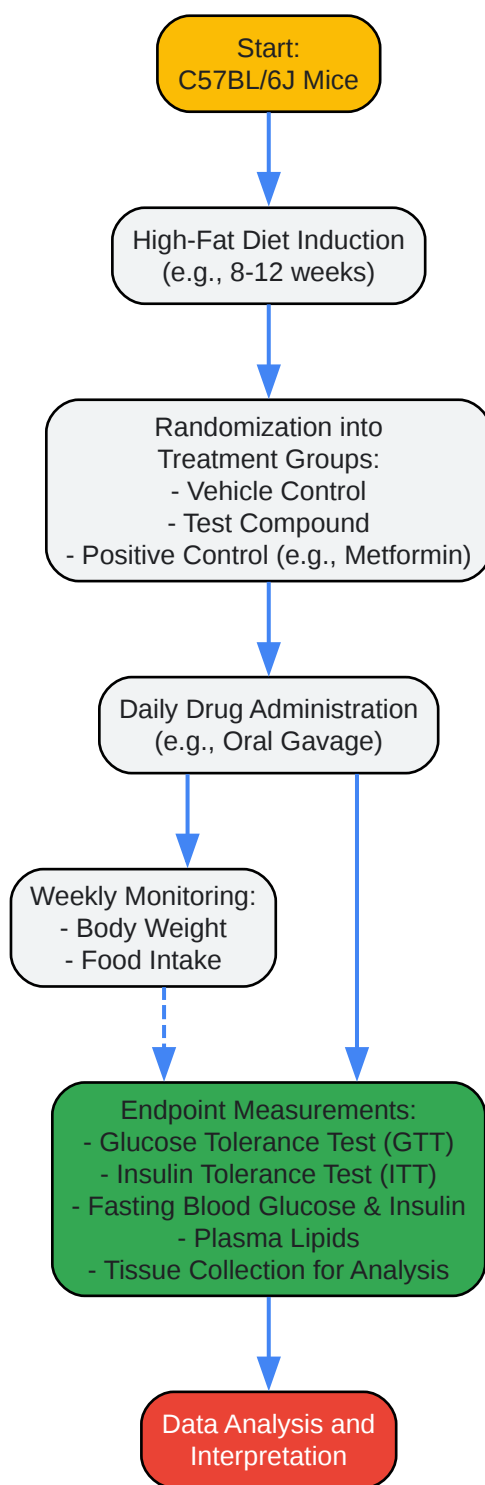 Start:
C57BL/6J Mice
High-Fat Diet Induction
(e.g., 8-12 weeks)
Randomization into
Treatment Groups:
- Vehicle Control
- Test Compound
- Positive Control (e.g., Metformin)
Daily Drug Administration
(e.g., Oral Gavage)
Weekly Monitoring:
- Body Weight
- Food Intake
Endpoint Measurements:
- Glucose Tolerance Test (GTT)
- Insulin Tolerance Test (ITT)
- Fasting Blood Glucose & Insulin
- Plasma Lipids
- Tissue Collection for Analysis
Data Analysis and
Interpretation